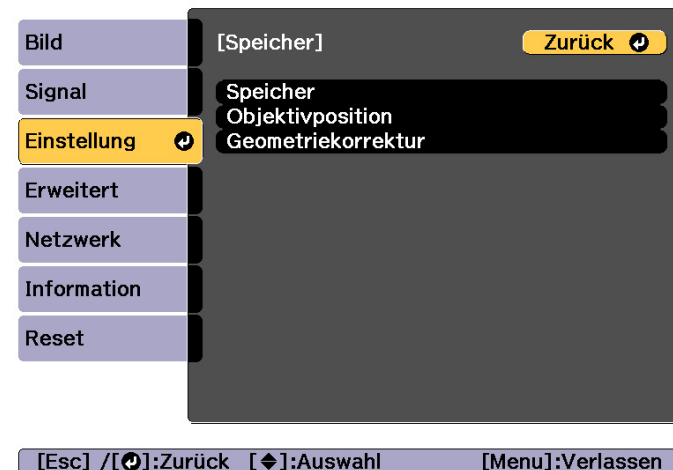 Bild
Signal
Einstellung
Erweitert
Netzwerk
Information
Reset
[Speicher]
Zurück
Speicher
Objektivposition
Geometriekorrektur
[Esc] /[⏎]:Zurück [◆]:Auswahl [Menu]:Verlassen